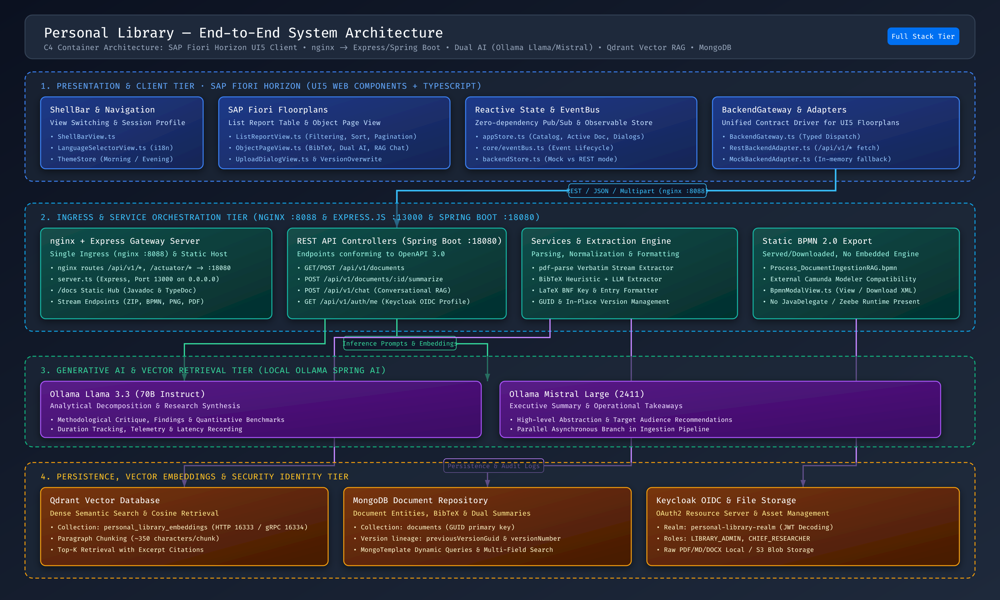 Personal Library — End-to-End System Architecture
C4 Container Architecture: SAP Fiori Horizon UI5 Client • nginx → Express/Spring Boot • Dual AI (Ollama Llama/Mistral) • Qdrant Vector RAG • MongoDB
Full Stack Tier
1. PRESENTATION & CLIENT TIER · SAP FIORI HORIZON (UI5 WEB COMPONENTS + TYPESCRIPT)
ShellBar & Navigation
View Switching & Session Profile
• ShellBarView.ts
• LanguageSelectorView.ts (i18n)
• ThemeStore (Morning / Evening)
SAP Fiori Floorplans
List Report Table & Object Page View
• ListReportView.ts (Filtering, Sort, Pagination)
• ObjectPageView.ts (BibTeX, Dual AI, RAG Chat)
• UploadDialogView.ts & VersionOverwrite
Reactive State & EventBus
Zero-dependency Pub/Sub & Observable Store
• appStore.ts (Catalog, Active Doc, Dialogs)
• core/eventBus.ts (Event Lifecycle)
• backendStore.ts (Mock vs REST mode)
BackendGateway & Adapters
Unified Contract Driver for UI5 Floorplans
• BackendGateway.ts (Typed Dispatch)
• RestBackendAdapter.ts (/api/v1/* fetch)
• MockBackendAdapter.ts (In-memory fallback)
REST / JSON / Multipart (nginx :8088)
2. INGRESS & SERVICE ORCHESTRATION TIER (NGINX :8088 & EXPRESS.JS :13000 & SPRING BOOT :18080)
nginx + Express Gateway Server
Single Ingress (nginx :8088) & Static Host
• nginx routes /api/v1/*, /actuator/* → :18080
• server.ts (Express, Port 13000 on 0.0.0.0)
• /docs Static Hub (Javadoc & TypeDoc)
• Stream Endpoints (ZIP, BPMN, PNG, PDF)
REST API Controllers (Spring Boot :18080)
Endpoints conforming to OpenAPI 3.0
• GET/POST /api/v1/documents
• POST /api/v1/documents/:id/summarize
• POST /api/v1/chat (Conversational RAG)
• GET /api/v1/auth/me (Keycloak OIDC Profile)
Services & Extraction Engine
Parsing, Normalization & Formatting
• pdf-parse Verbatim Stream Extractor
• BibTeX Heuristic + LLM Extractor
• LaTeX BNF Key & Entry Formatter
• GUID & In-Place Version Management
Static BPMN 2.0 Export
Served/Downloaded, No Embedded Engine
• Process_DocumentIngestionRAG.bpmn
• External Camunda Modeler Compatibility
• BpmnModalView.ts (View / Download XML)
• No JavaDelegate / Zeebe Runtime Present
Inference Prompts & Embeddings
3. GENERATIVE AI & VECTOR RETRIEVAL TIER (LOCAL OLLAMA SPRING AI)
Ollama Llama 3.3 (70B Instruct)
Analytical Decomposition & Research Synthesis
• Methodological Critique, Findings & Quantitative Benchmarks
• Duration Tracking, Telemetry & Latency Recording
Ollama Mistral Large (2411)
Executive Summary & Operational Takeaways
• High-level Abstraction & Target Audience Recommendations
• Parallel Asynchronous Branch in Ingestion Pipeline
Persistence & Audit Logs
4. PERSISTENCE, VECTOR EMBEDDINGS & SECURITY IDENTITY TIER
Qdrant Vector Database
Dense Semantic Search & Cosine Retrieval
• Collection: personal_library_embeddings (HTTP 16333 / gRPC 16334)
• Paragraph Chunking (~350 characters/chunk)
• Top-K Retrieval with Excerpt Citations
MongoDB Document Repository
Document Entities, BibTeX & Dual Summaries
• Collection: documents (GUID primary key)
• Version lineage: previousVersionGuid & versionNumber
• MongoTemplate Dynamic Queries & Multi-Field Search
Keycloak OIDC & File Storage
OAuth2 Resource Server & Asset Management
• Realm: personal-library-realm (JWT Decoding)
• Roles: LIBRARY_ADMIN, CHIEF_RESEARCHER
• Raw PDF/MD/DOCX Local / S3 Blob Storage